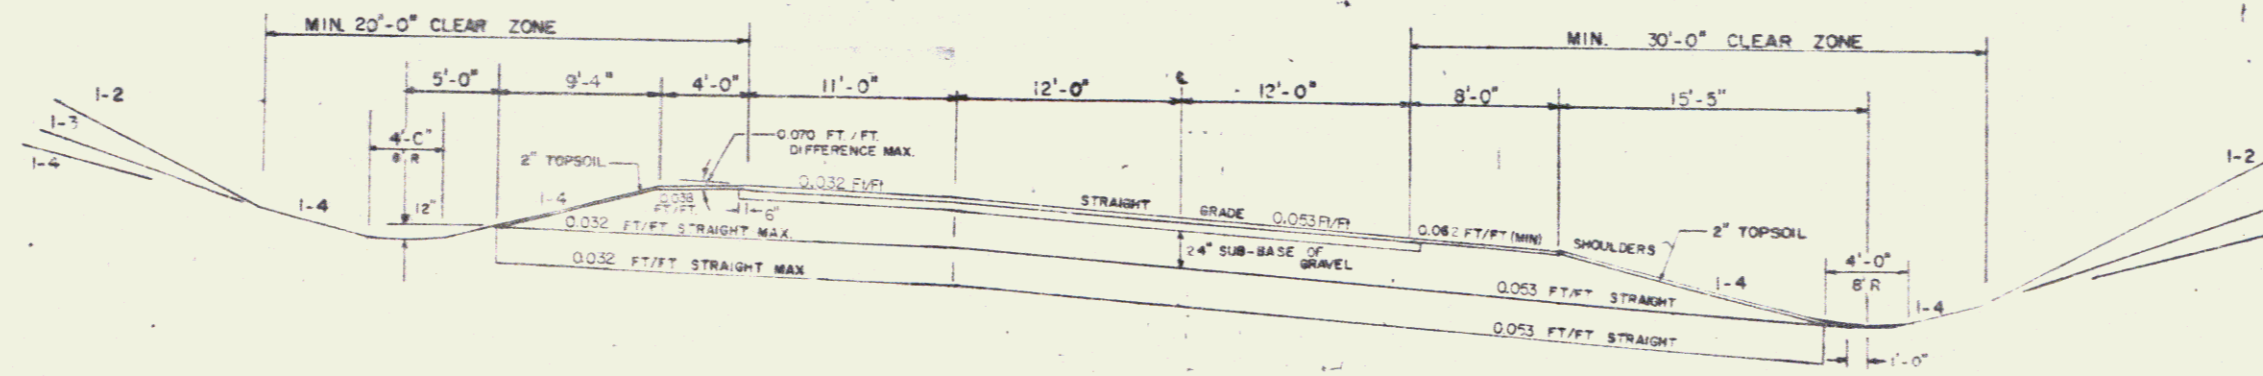 MIN. 20'-0" CLEAR ZONE
MIN. 30'-0" CLEAR ZONE
5'-0"
9'-4"
4'-0"
11'-0"
12'-0"
℄
12'-0"
8'-0"
15'-5"
1-2
1-3
1-4
4'-0"
8' R
2" TOPSOIL
0.070 FT./FT.
DIFFERENCE MAX.
1-2
1-4
12"
1-4
0.038
FT/FT.
6"
0.032 Ft/Ft
STRAIGHT GRADE 0.053 Ft/Ft
0.062 FT/FT (MIN)
SHOULDERS
2" TOPSOIL
0.032 FT/FT STRAIGHT MAX.
0.032 FT/FT STRAIGHT MAX
24" SUB-BASE OF
GRAVEL
0.053 FT/FT STRAIGHT
0.053 FT/FT STRAIGHT
1-4
4'-0"
8' R
1-4
1'-0"